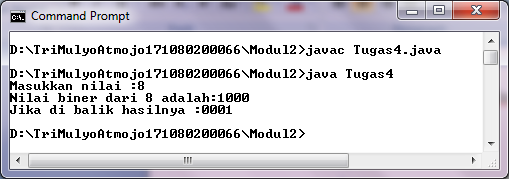 Command Prompt
D:\TriMulyoAtmojo171080200066\Modul2>javac Tugas4.java
D:\TriMulyoAtmojo171080200066\Modul2>java Tugas4
Masukkan nilai :8
Nilai biner dari 8 adalah:1000
Jika di balik hasilnya :0001
D:\TriMulyoAtmojo171080200066\Modul2>